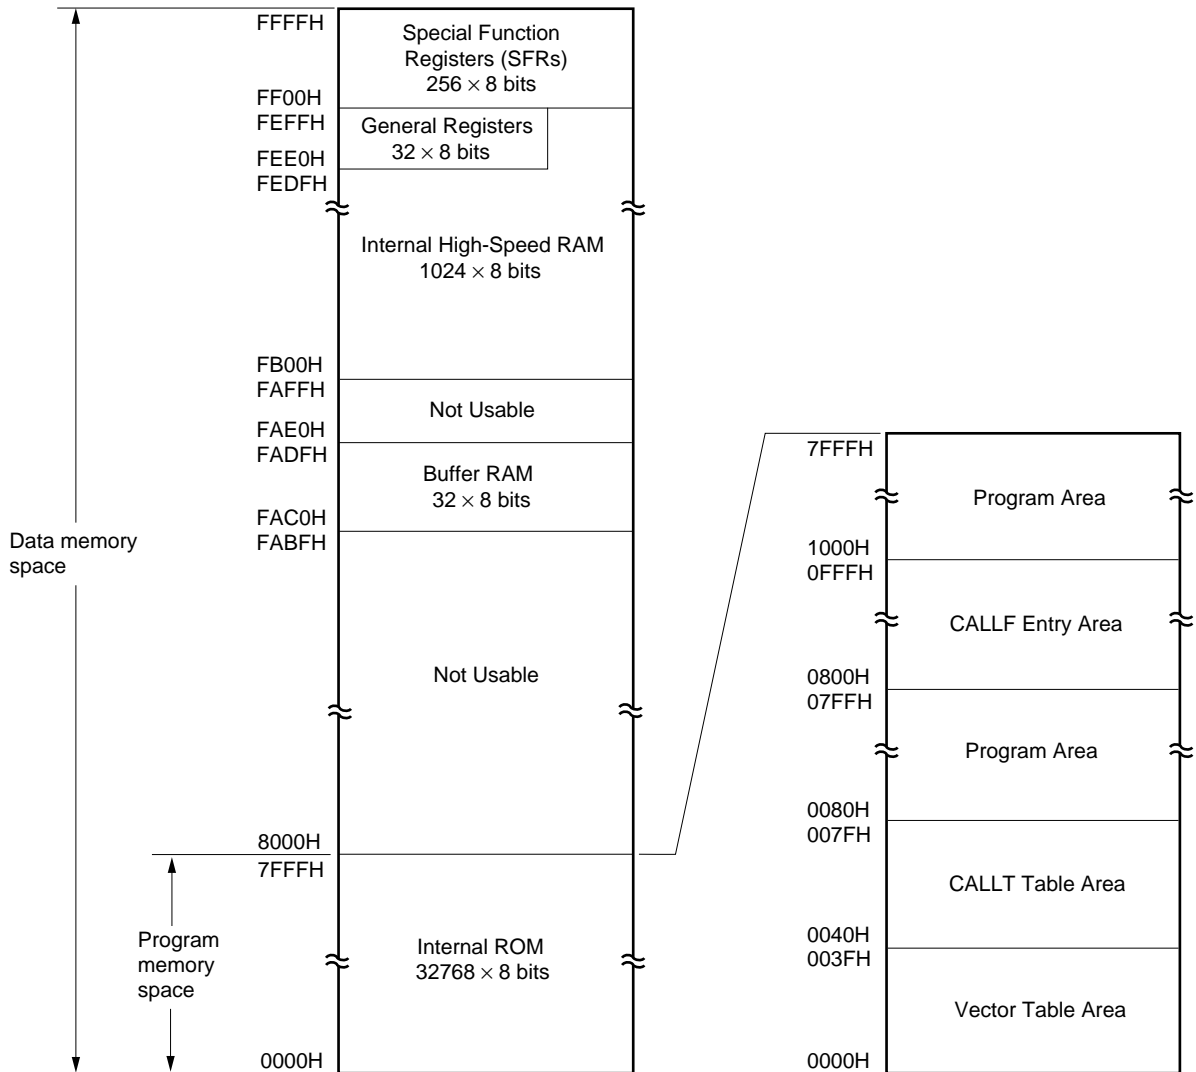 FFFFH
Special Function
Registers (SFRs)
256 × 8 bits
FF00H
FEFFH
General Registers
32 × 8 bits
FEE0H
FEDFH
Internal High-Speed RAM
1024 × 8 bits
FB00H
FAFFH
Not Usable
FAE0H
FADFH
Buffer RAM
32 × 8 bits
FAC0H
FABFH
Data memory
space
Not Usable
8000H
7FFFH
Program
memory
space
Internal ROM
32768 × 8 bits
0000H
7FFFH
Program Area
1000H
0FFFH
CALLF Entry Area
0800H
07FFH
Program Area
0080H
007FH
CALLT Table Area
0040H
003FH
Vector Table Area
0000H